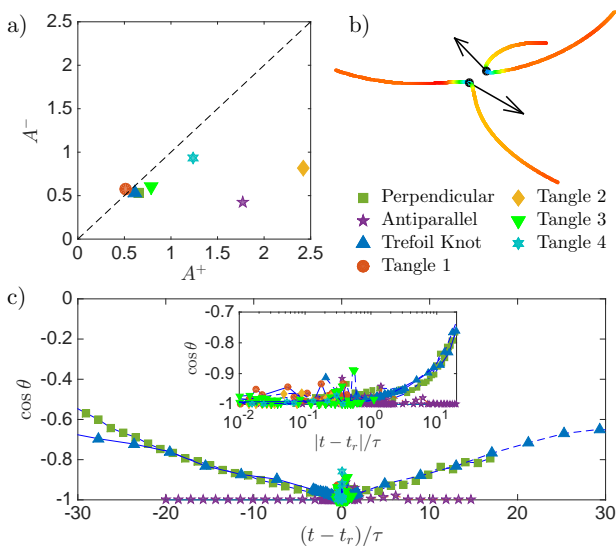 a)
2.5
2
1.5
1
0.5
0
A⁻
0 0.5 1 1.5 2 2.5
A⁺
b)
Perpendicular
Antiparallel
Trefoil Knot
Tangle 1
Tangle 2
Tangle 3
Tangle 4
c)
0
-0.2
-0.4
-0.6
-0.8
-1
cos θ
-30 -20 -10 0 10 20 30
(t − tᵣ)/τ
-0.7
-0.8
-0.9
-1
cos θ
10⁻² 10⁻¹ 10⁰ 10¹
|t − tᵣ|/τ